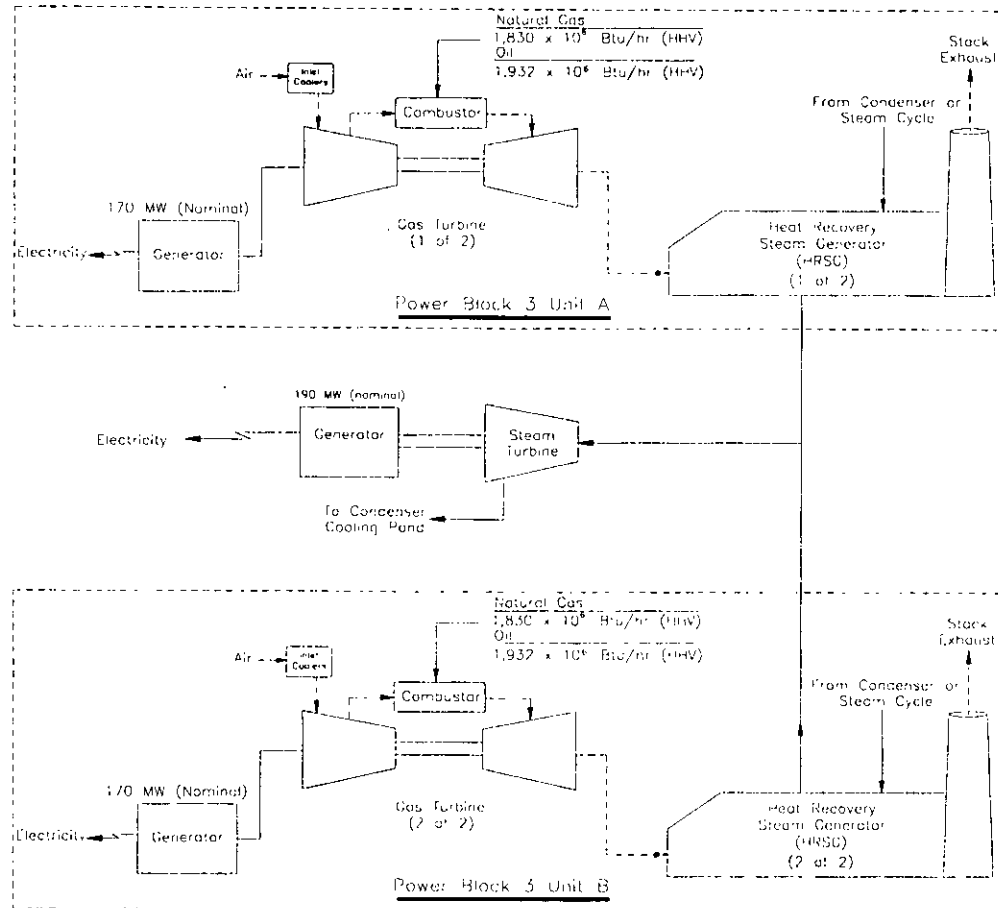 Natural Gas
1,830 x 10⁶ Btu/hr (HHV)
Oil
1,932 x 10⁶ Btu/hr (HHV)
Stack
Exhaust
Air
Inlet
Coolers
Combustor
From Condenser or
Steam Cycle
170 MW (Nominal)
Electricity
Generator
Gas Turbine
(1 of 2)
Heat Recovery
Steam Generator
(HRSG)
(1 of 2)
Power Block 3 Unit A
190 MW (nominal)
Electricity
Generator
Steam
Turbine
To Condenser
Cooling Pond
Natural Gas
1,830 x 10⁶ Btu/hr (HHV)
Oil
1,932 x 10⁶ Btu/hr (HHV)
Stack
Exhaust
Air
Inlet
Coolers
Combustor
From Condenser or
Steam Cycle
170 MW (Nominal)
Electricity
Generator
Gas Turbine
(2 of 2)
Heat Recovery
Steam Generator
(HRSG)
(2 of 2)
Power Block 3 Unit B